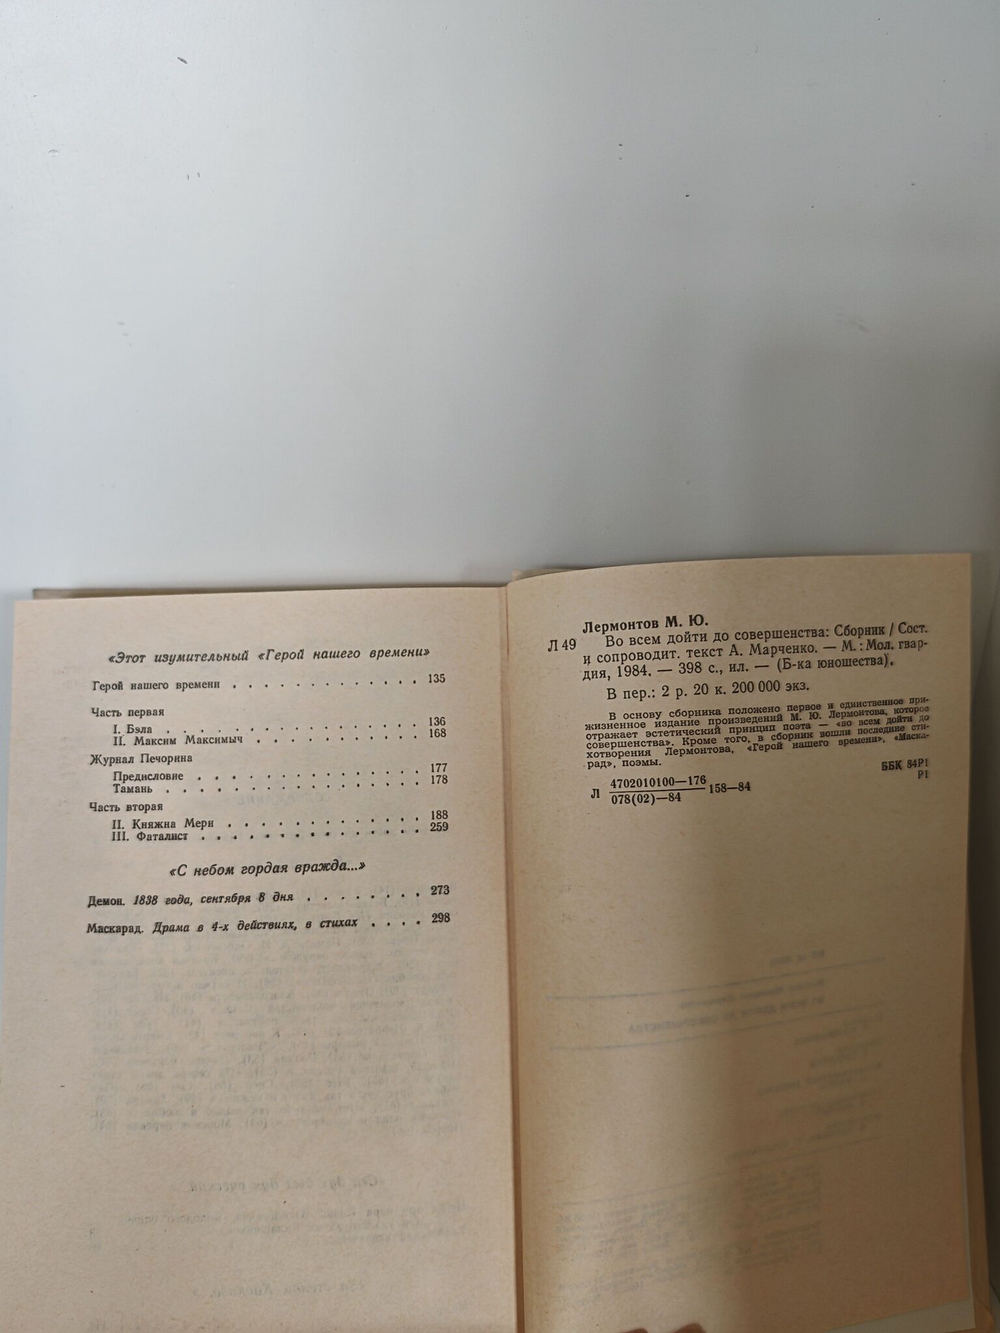 «Этот изумительный «Герой нашего времени»
Герой нашего времени . . . . . . . . . . . . . 135
Часть первая
I. Бэла . . . . . . . . . . . . . . . 136
II. Максим Максимыч . . . . . . . . . . 168
Журнал Печорина
Предисловие . . . . . . . . . . . . . 177
Тамань . . . . . . . . . . . . . . . 178
Часть вторая
II. Княжна Мери . . . . . . . . . . . . 188
III. Фаталист . . . . . . . . . . . . . 259
«С небом гордая вражда...»
Демон. 1838 года, сентября 8 дня . . . . . . . . 273
Маскарад. Драма в 4-х действиях, в стихах . . . . 298
Лермонтов М. Ю.
Л 49 Во всем дойти до совершенства: Сборник / Сост.
и сопроводит. текст А. Марченко. — М.: Мол. гвар-
дия, 1984. — 398 с., ил. — (Б-ка юношества).
В пер.: 2 р. 20 к. 200 000 экз.
В основу сборника положено первое и единственное при-
жизненное издание произведений М. Ю. Лермонтова, которое
отражает эстетический принцип поэта — «во всем дойти до
совершенства». Кроме того, в сборник вошли последние сти-
хотворения Лермонтова, «Герой нашего времени», «Маска-
рад», поэмы.
Л 4702010100—176
078(02)—84 158—84
ББК 84Р1
Р1